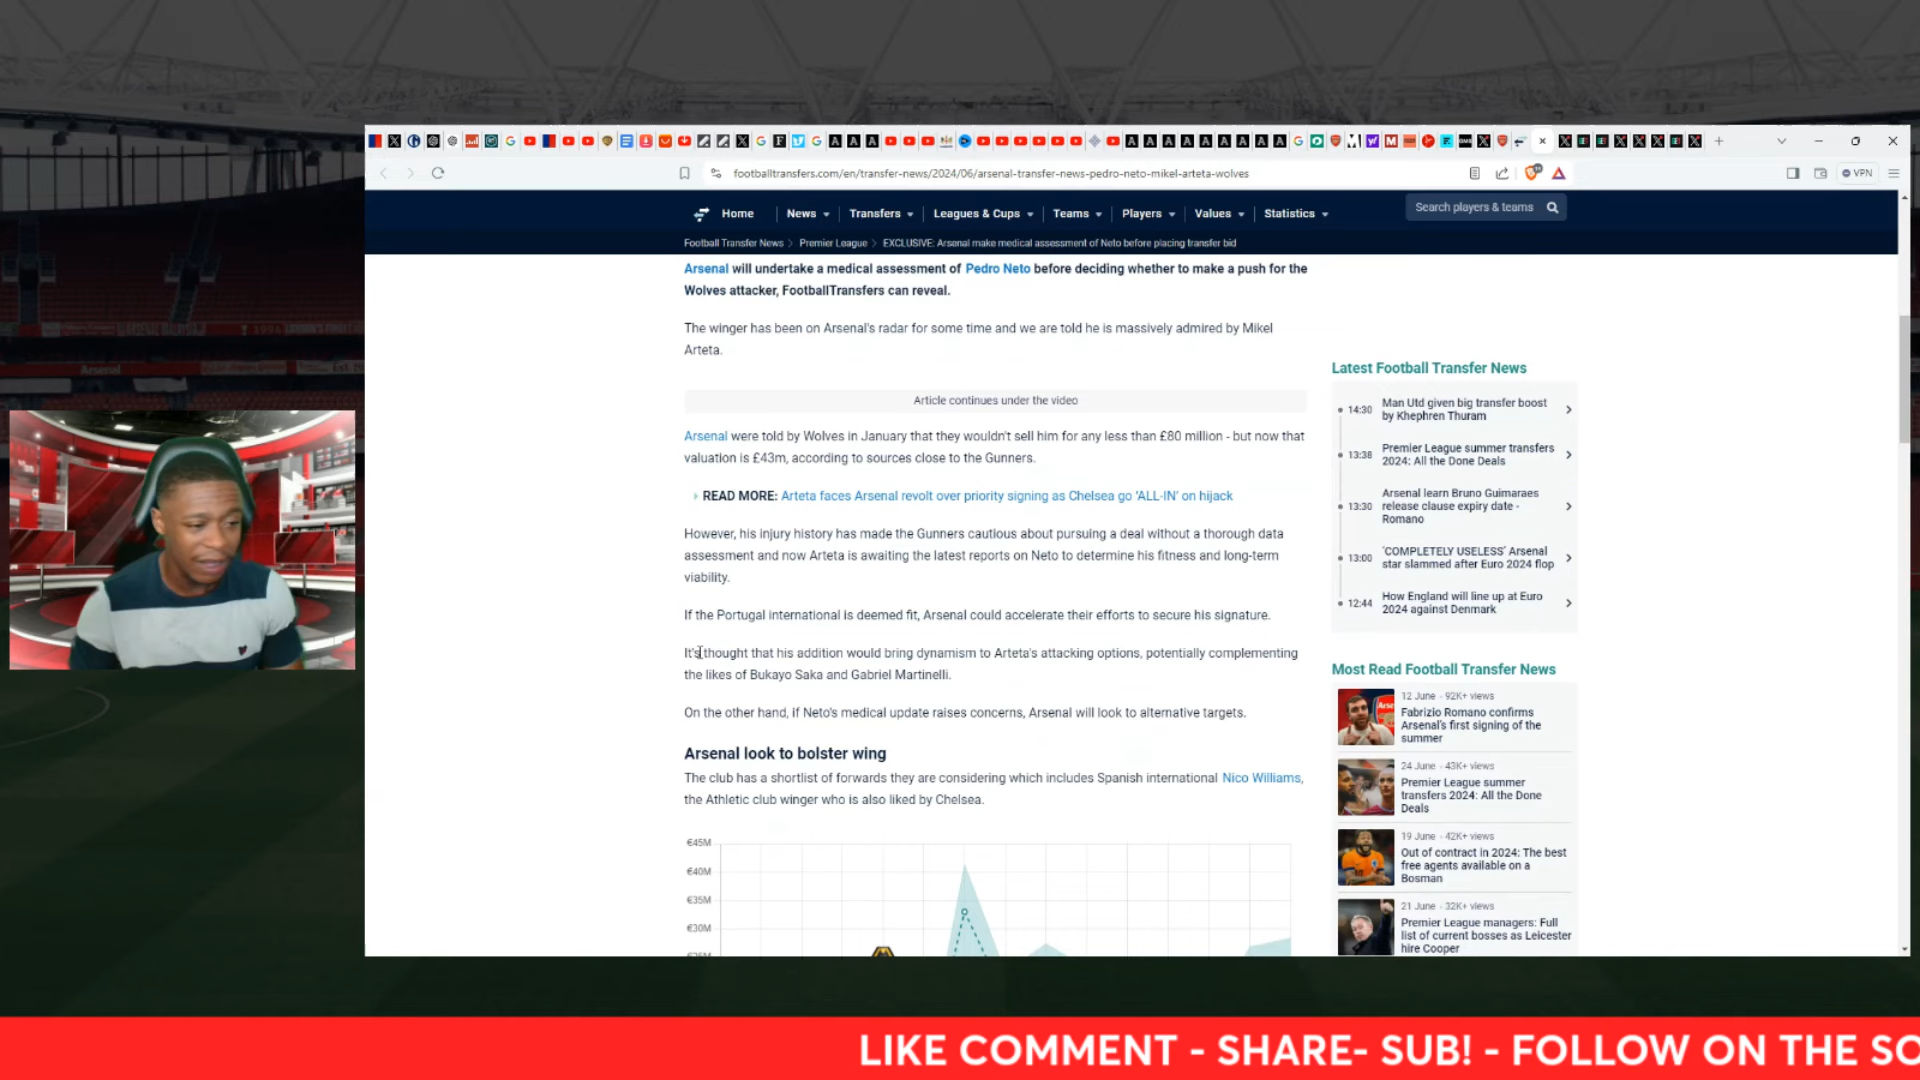 footballtransfers.com/en/transfer-news/2024/06/arsenal-transfer-news-pedro-neto-mikel-arteta-wolves
VPN
Home
News
Transfers
Leagues & Cups
Teams
Players
Values
Statistics
Search players & teams
Football Transfer News > Premier League > EXCLUSIVE: Arsenal make medical assessment of Neto before placing transfer bid
Arsenal will undertake a medical assessment of Pedro Neto before deciding whether to make a push for the
Wolves attacker, FootballTransfers can reveal.
The winger has been on Arsenal's radar for some time and we are told he is massively admired by Mikel
Arteta.
Article continues under the video
Arsenal were told by Wolves in January that they wouldn't sell him for any less than £80 million - but now that
valuation is £43m, according to sources close to the Gunners.
READ MORE: Arteta faces Arsenal revolt over priority signing as Chelsea go 'ALL-IN' on hijack
However, his injury history has made the Gunners cautious about pursuing a deal without a thorough data
assessment and now Arteta is awaiting the latest reports on Neto to determine his fitness and long-term
viability.
If the Portugal international is deemed fit, Arsenal could accelerate their efforts to secure his signature.
It's thought that his addition would bring dynamism to Arteta's attacking options, potentially complementing
the likes of Bukayo Saka and Gabriel Martinelli.
On the other hand, if Neto's medical update raises concerns, Arsenal will look to alternative targets.
Arsenal look to bolster wing
The club has a shortlist of forwards they are considering which includes Spanish international Nico Williams,
the Athletic club winger who is also liked by Chelsea.
€45M
€40M
€35M
€30M
Latest Football Transfer News
14:30 Man Utd given big transfer boost
by Khephren Thuram
13:38 Premier League summer transfers
2024: All the Done Deals
13:30 Arsenal learn Bruno Guimaraes
release clause expiry date -
Romano
13:00 'COMPLETELY USELESS' Arsenal
star slammed after Euro 2024 flop
12:44 How England will line up at Euro
2024 against Denmark
Most Read Football Transfer News
12 June - 92K+ views
Fabrizio Romano confirms
Arsenal's first signing of the
summer
24 June - 43K+ views
Premier League summer
transfers 2024: All the Done
Deals
19 June - 42K+ views
Out of contract in 2024: The best
free agents available on a
Bosman
21 June - 32K+ views
Premier League managers: Full
list of current bosses as Leicester
hire Cooper
Arsenal
LIKE COMMENT - SHARE- SUB! - FOLLOW ON THE SO